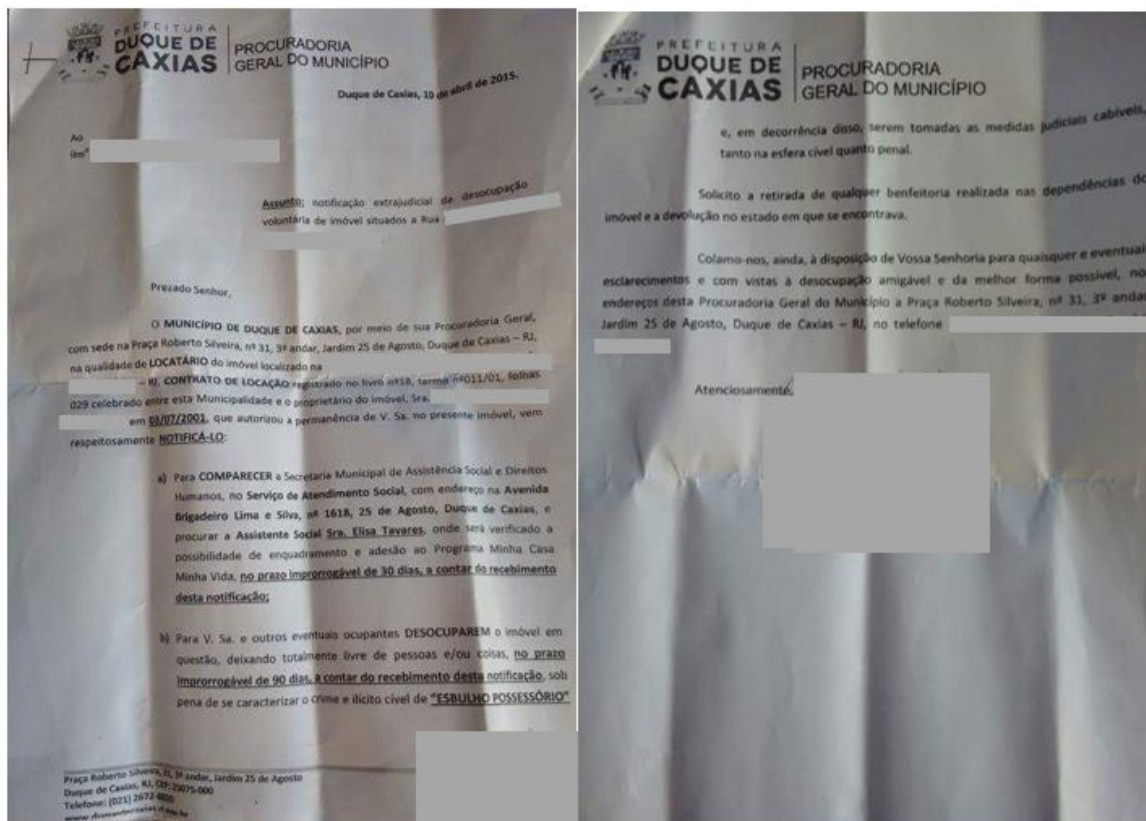 PREFEITURA
DUQUE DE
CAXIAS
PROCURADORIA
GERAL DO MUNICÍPIO
Duque de Caxias, 10 de abril de 2015.
Ao
Ilmº
Assunto: notificação extrajudicial de desocupação
voluntária de imóvel situados a Rua
Prezado Senhor,
O MUNICÍPIO DE DUQUE DE CAXIAS, por meio de sua Procuradoria Geral,
com sede na Praça Roberto Silveira, nº 31, 3º andar, Jardim 25 de Agosto, Duque de Caxias – RJ,
na qualidade de LOCATÁRIO do imóvel localizado na
– RJ, CONTRATO DE LOCAÇÃO registrado no livro nº18, termo nº011/01, folhas
029 celebrado entre esta Municipalidade e o proprietário do imóvel, Sra.
em 03/07/2001, que autorizou a permanência de V. Sa. no presente imóvel, vem
respeitosamente NOTIFICÁ-LO:
a) Para COMPARECER a Secretaria Municipal de Assistência Social e Direitos
Humanos, no Serviço de Atendimento Social, com endereço na Avenida
Brigadeiro Lima e Silva, nº 1618, 25 de Agosto, Duque de Caxias, e
procurar a Assistente Social Sra. Elisa Tavares, onde será verificado a
possibilidade de enquadramento e adesão ao Programa Minha Casa
Minha Vida, no prazo improrrogável de 30 dias, a contar do recebimento
desta notificação;
b) Para V. Sa. e outros eventuais ocupantes DESOCUPAREM o imóvel em
questão, deixando totalmente livre de pessoas e/ou coisas, no prazo
improrrogável de 90 dias, a contar do recebimento desta notificação, sob
pena de se caracterizar o crime e ilícito cível de "ESBULHO POSSESSÓRIO"
Praça Roberto Silveira, 31, 3º andar, Jardim 25 de Agosto
Duque de Caxias, RJ, CEP: 25075-000
Telefone: (021) 2672-
PREFEITURA
DUQUE DE
CAXIAS
PROCURADORIA
GERAL DO MUNICÍPIO
e, em decorrência disso, serem tomadas as medidas judiciais cabíveis,
tanto na esfera cível quanto penal.
Solicito a retirada de qualquer benfeitoria realizada nas dependências do
imóvel e a devolução no estado em que se encontrava.
Colamo-nos, ainda, à disposição de Vossa Senhoria para quaisquer e eventuai
esclarecimentos e com vistas à desocupação amigável e da melhor forma possível, no
endereços desta Procuradoria Geral do Município a Praça Roberto Silveira, nº 31, 3º andar
Jardim 25 de Agosto, Duque de Caxias – RJ, no telefone
Atenciosamente,